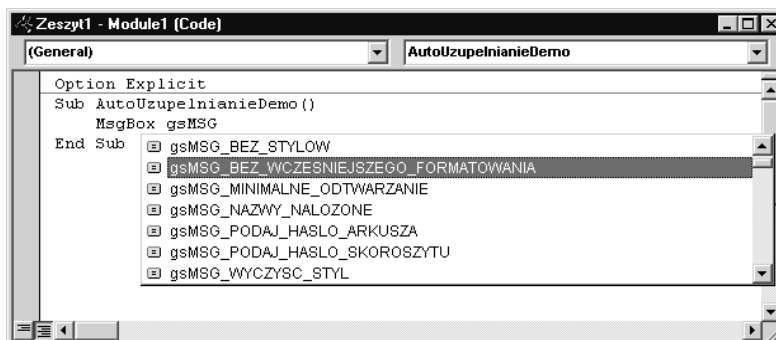 Zeszyt1 - Module1 (Code)
(General) AutoUzupelnianieDemo
Option Explicit
Sub AutoUzupelnianieDemo()
MsgBox gsMSG
End Sub
gsMSG_BEZ_STYLOW
gsMSG_BEZ_WCZESNIEJSZEGO_FORMATOWANIA
gsMSG_MINIMALNE_ODTWARZANIE
gsMSG_NAZWY_NALOZONE
gsMSG_PODAJ_HASLO_ARKUSZA
gsMSG_PODAJ_HASLO_SKOROSZYTU
gsMSG_WYCZYSC_STYL